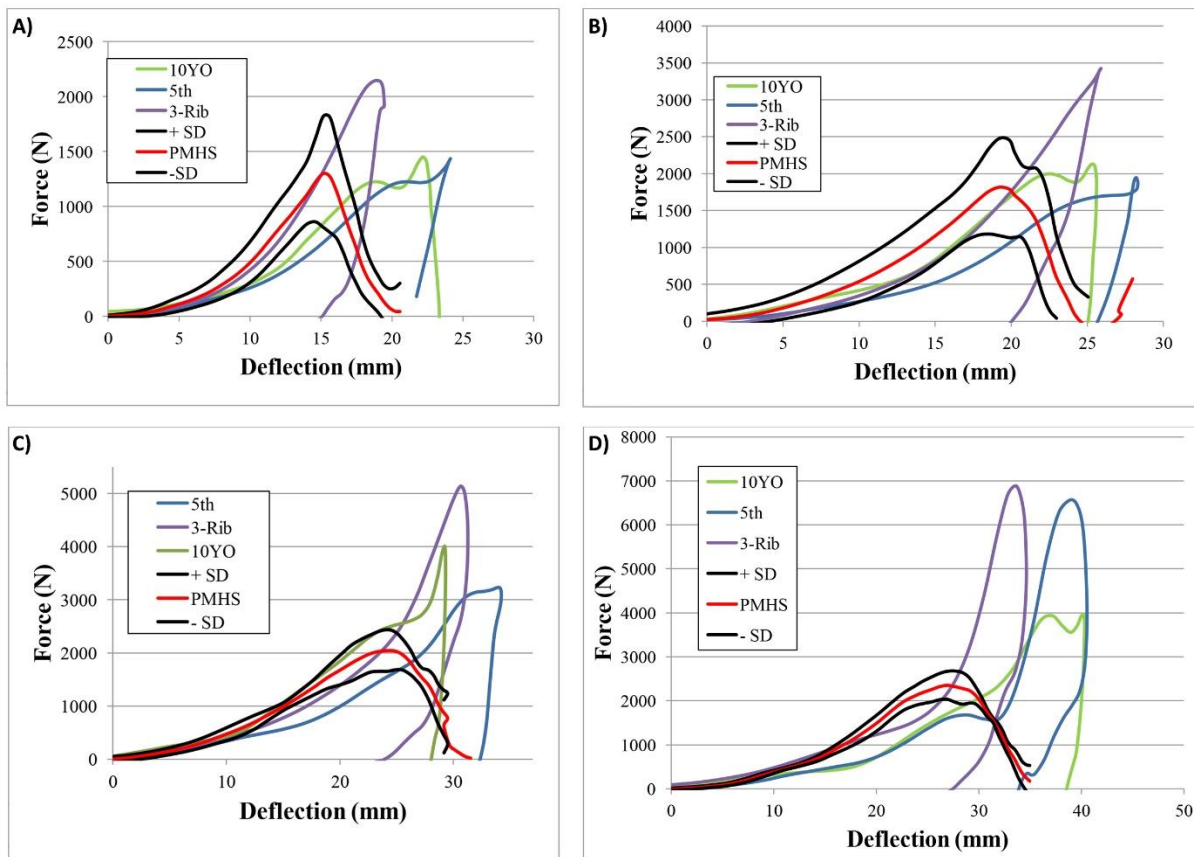 A)
Force (N)
2500
2000
1500
1000
500
0
10YO
5th
3-Rib
+ SD
PMHS
-SD
0 5 10 15 20 25 30
Deflection (mm)
B)
Force (N)
4000
3500
3000
2500
2000
1500
1000
500
0
10YO
5th
3-Rib
+ SD
PMHS
- SD
0 5 10 15 20 25 30
Deflection (mm)
C)
Force (N)
5000
4000
3000
2000
1000
0
5th
3-Rib
10YO
+ SD
PMHS
- SD
0 10 20 30
Deflection (mm)
D)
Force (N)
8000
7000
6000
5000
4000
3000
2000
1000
0
10YO
5th
3-Rib
+ SD
PMHS
- SD
0 10 20 30 40 50
Deflection (mm)